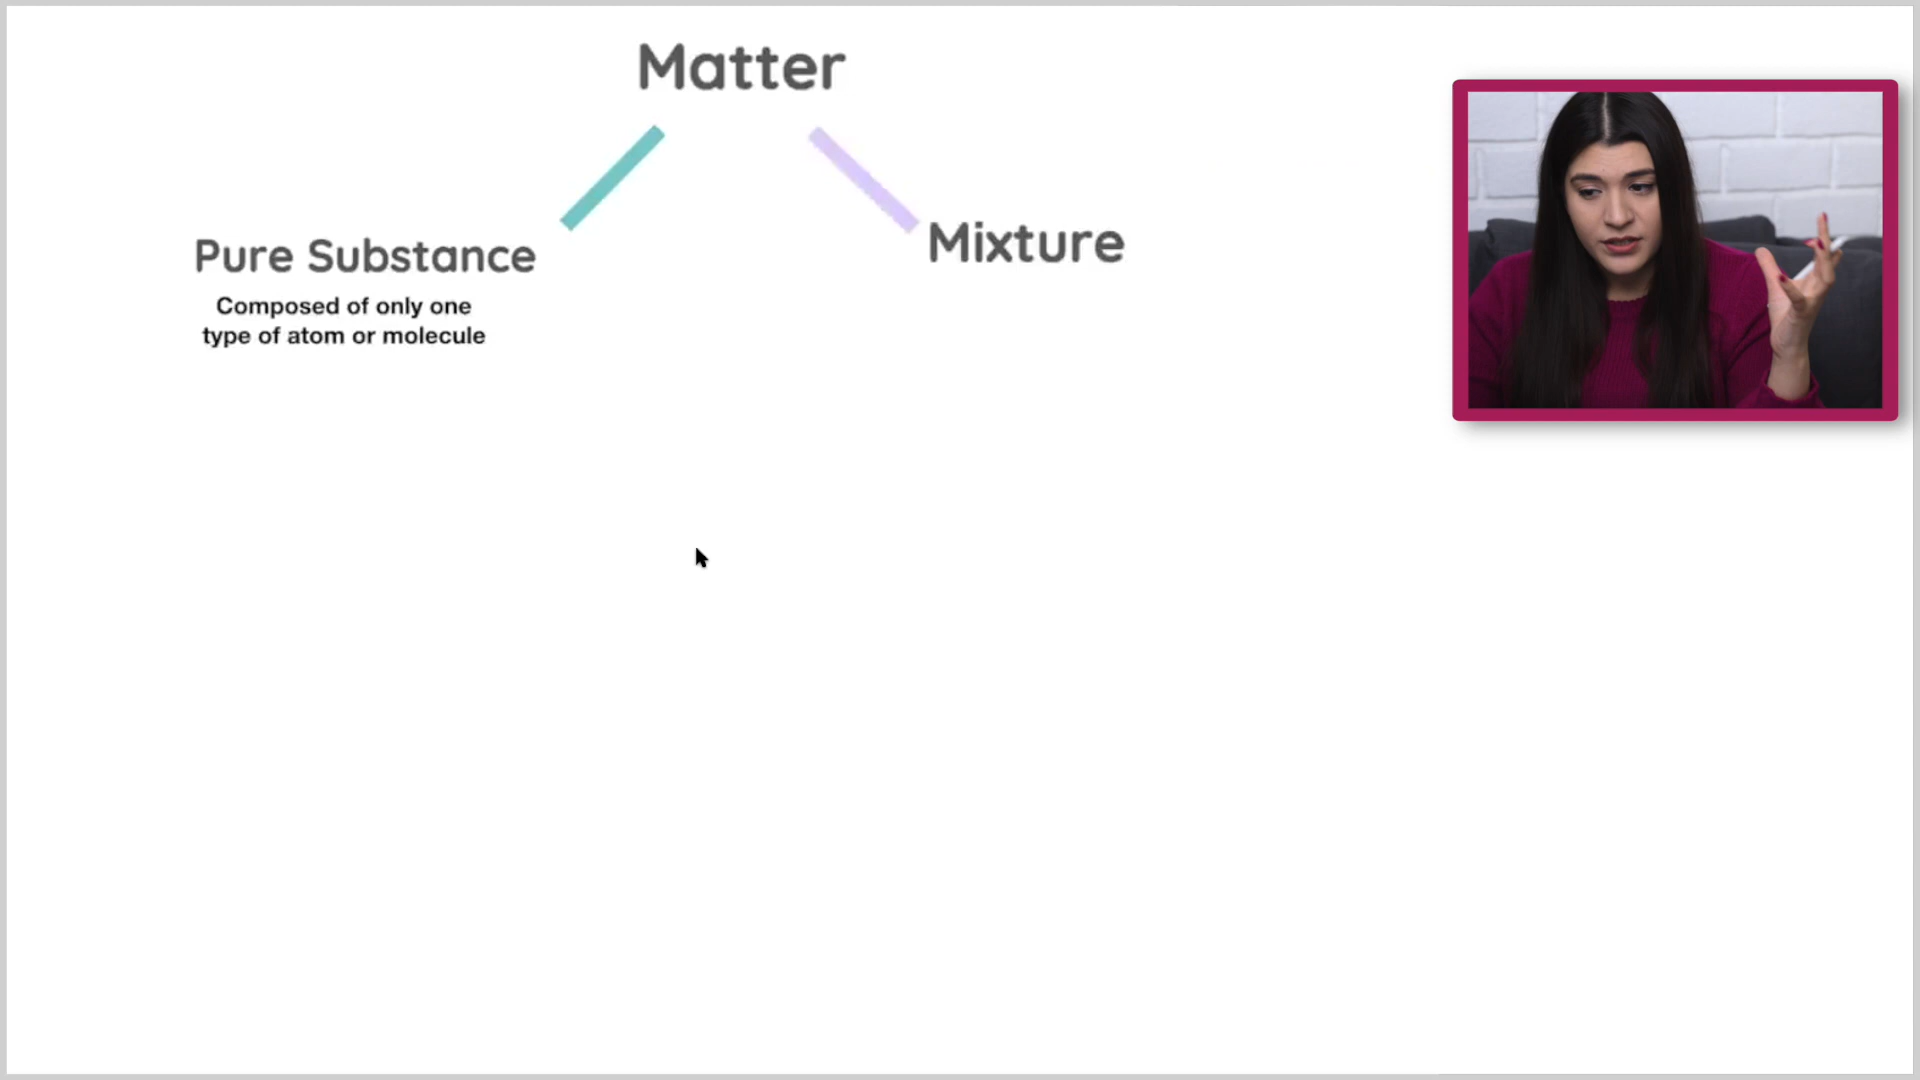 Matter
Pure Substance
Mixture
Composed of only one
type of atom or molecule